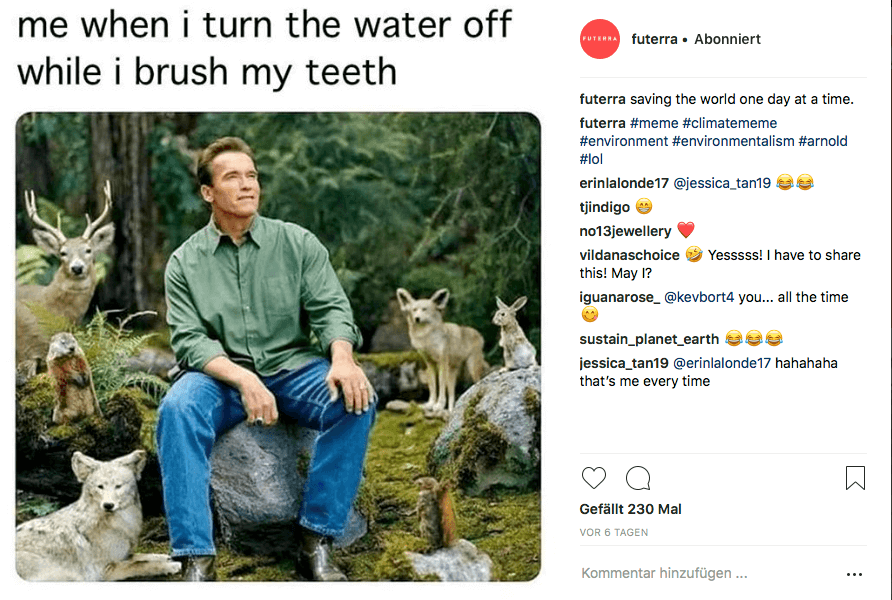 me when i turn the water off
while i brush my teeth
FUTERRA
futerra • Abonniert
futerra saving the world one day at a time.
futerra #meme #climatememe
#environment #environmentalism #arnold
#lol
erinlalonde17 @jessica_tan19 😂😂
tjindigo 😁
no13jewellery ❤️
vildanaschoice 🤣 Yesssss! I have to share
this! May I?
iguanarose_ @kevbort4 you... all the time
😋
sustain_planet_earth 😂😂😂
jessica_tan19 @erinlalonde17 hahahaha
that's me every time
Gefällt 230 Mal
VOR 6 TAGEN
Kommentar hinzufügen ...